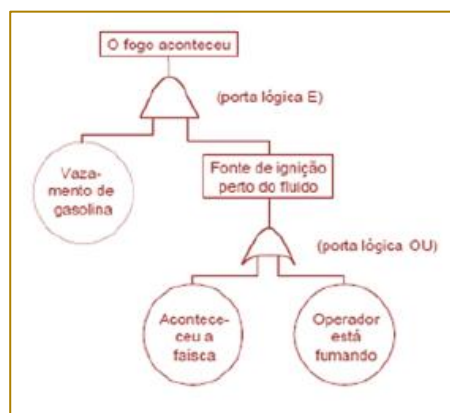 O fogo aconteceu
(porta lógica E)
Vaza-
mento de
gasolina
Fonte de ignição
perto do fluido
(porta lógica OU)
Aconte-
ceu a
faísca
Operador
está
fumando